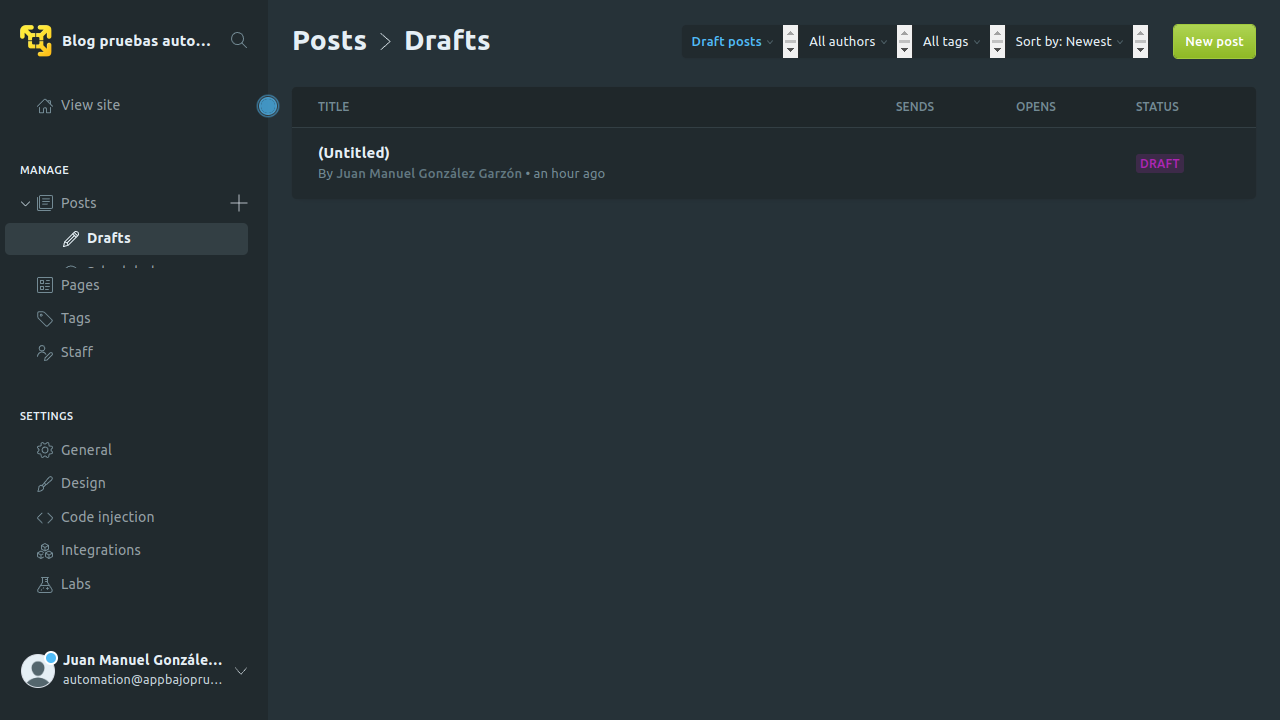 Blog pruebas auto...
View site
MANAGE
Posts
Drafts
Pages
Tags
Staff
SETTINGS
General
Design
Code injection
Integrations
Labs
Juan Manuel Gonzále...
automation@appbajopru...
Posts > Drafts
Draft posts
All authors
All tags
Sort by: Newest
New post
TITLE SENDS OPENS STATUS
(Untitled)
By Juan Manuel González Garzón • an hour ago
DRAFT